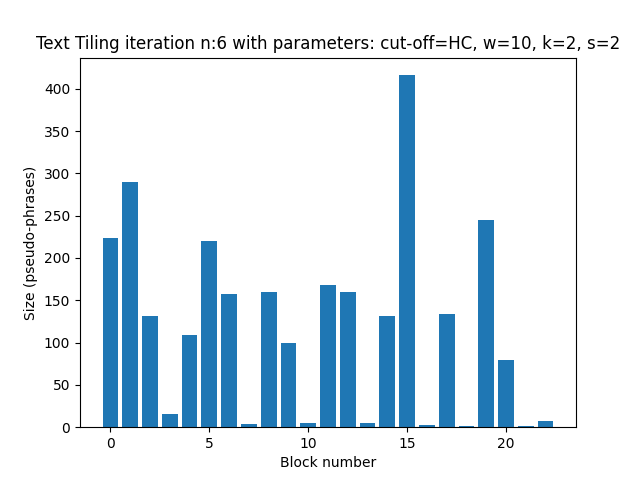 Text Tiling iteration n:6 with parameters: cut-off=HC, w=10, k=2, s=2
400
350
300
250
200
150
100
50
0
Size (pseudo-phrases)
0 5 10 15 20
Block number